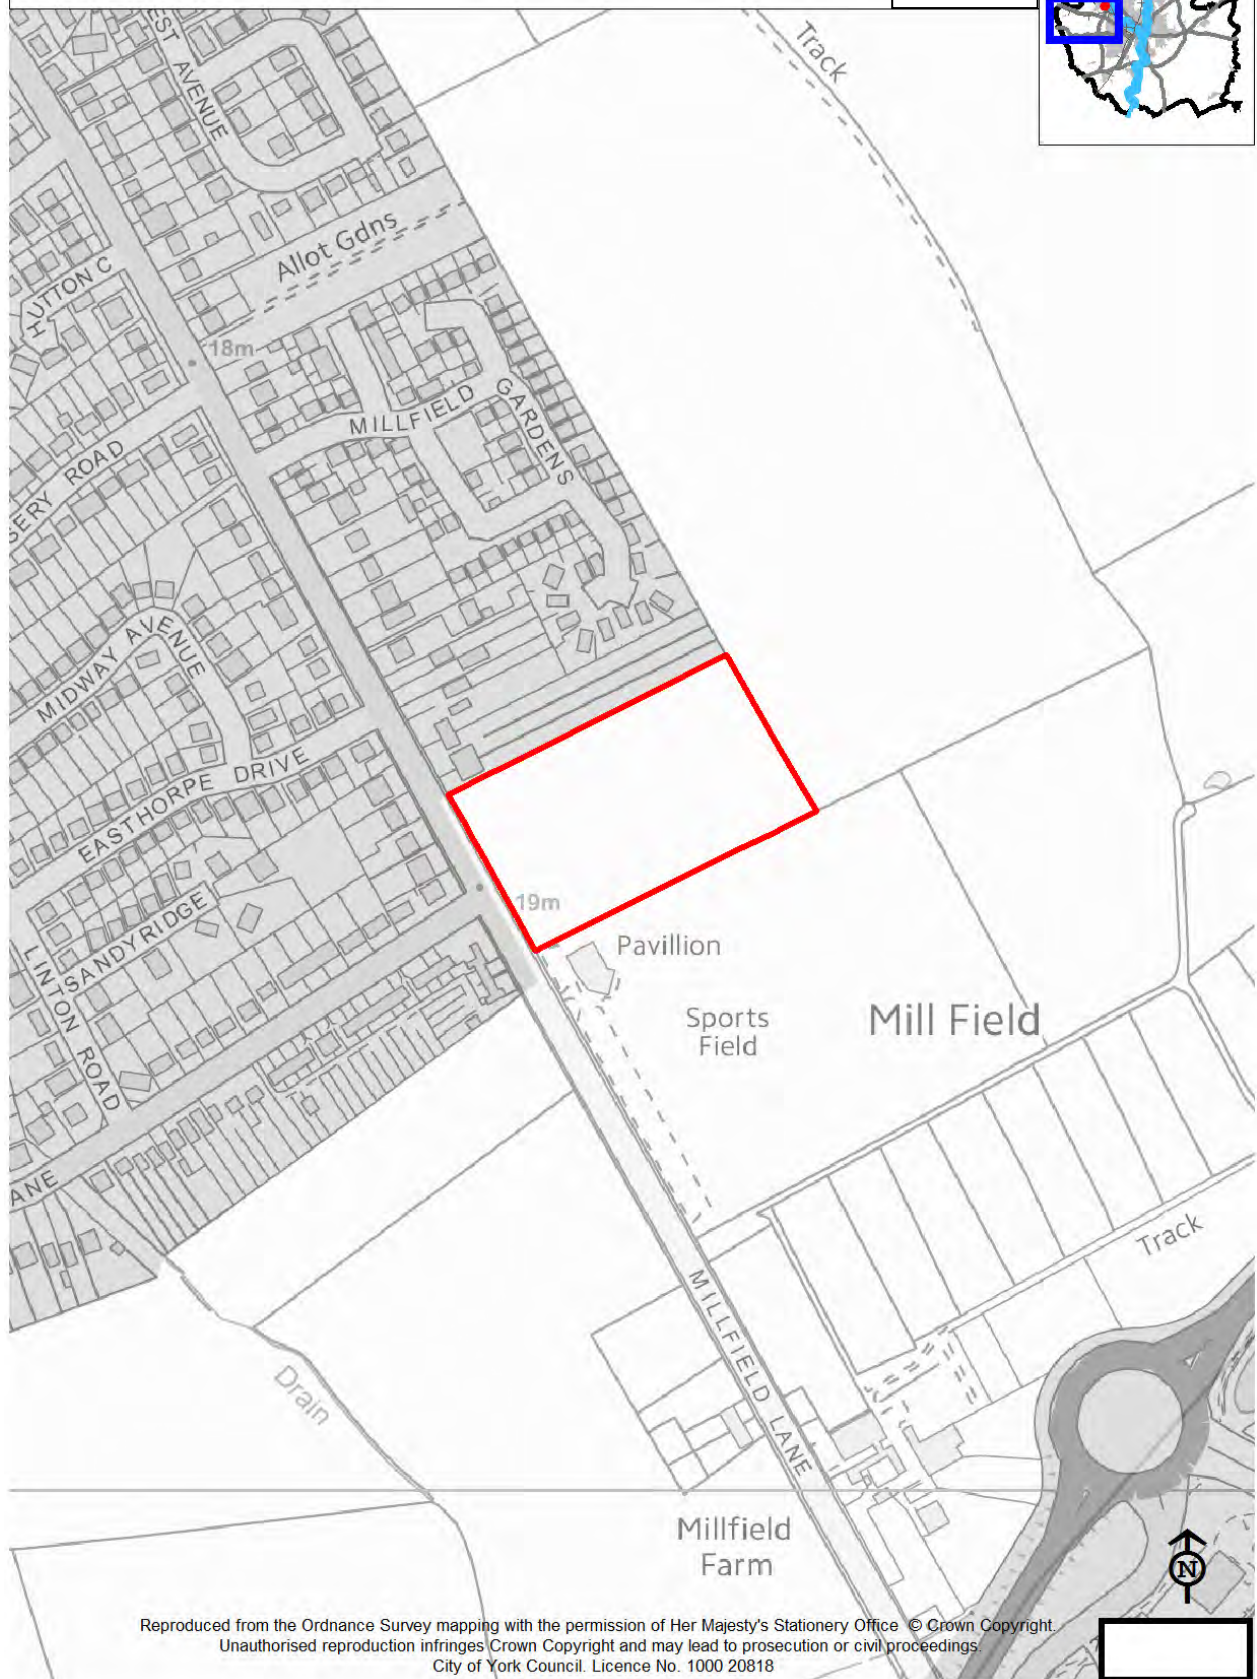 Track
EST AVENUE
Allot Gdns
HUTTON C
18m
MILLFIELD GARDENS
SERY ROAD
MIDWAY AVENUE
EASTHORPE DRIVE
SANDYRIDGE
LINTON ROAD
ANE
19m
Pavillion
Sports
Field
Mill Field
Track
MILLFIELD LANE
Drain
Millfield
Farm
N
Reproduced from the Ordnance Survey mapping with the permission of Her Majesty's Stationery Office © Crown Copyright.
Unauthorised reproduction infringes Crown Copyright and may lead to prosecution or civil proceedings.
City of York Council. Licence No. 1000 20818